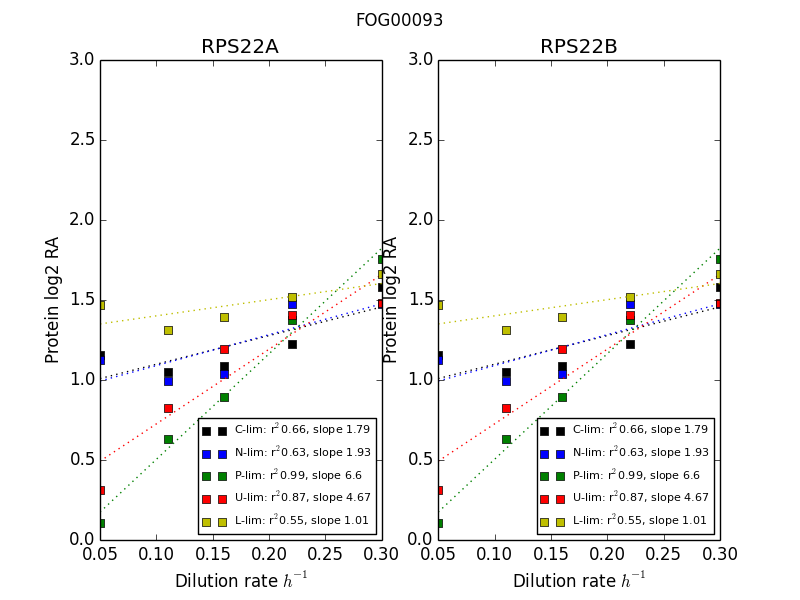 FOG00093
RPS22A
RPS22B
3.0
2.5
2.0
1.5
1.0
0.5
0.0
Protein log2 RA
C-lim: r² 0.66, slope 1.79
N-lim: r² 0.63, slope 1.93
P-lim: r² 0.99, slope 6.6
U-lim: r² 0.87, slope 4.67
L-lim: r² 0.55, slope 1.01
0.05 0.10 0.15 0.20 0.25 0.30
Dilution rate h⁻¹
3.0
2.5
2.0
1.5
1.0
0.5
0.0
Protein log2 RA
C-lim: r² 0.66, slope 1.79
N-lim: r² 0.63, slope 1.93
P-lim: r² 0.99, slope 6.6
U-lim: r² 0.87, slope 4.67
L-lim: r² 0.55, slope 1.01
0.05 0.10 0.15 0.20 0.25 0.30
Dilution rate h⁻¹